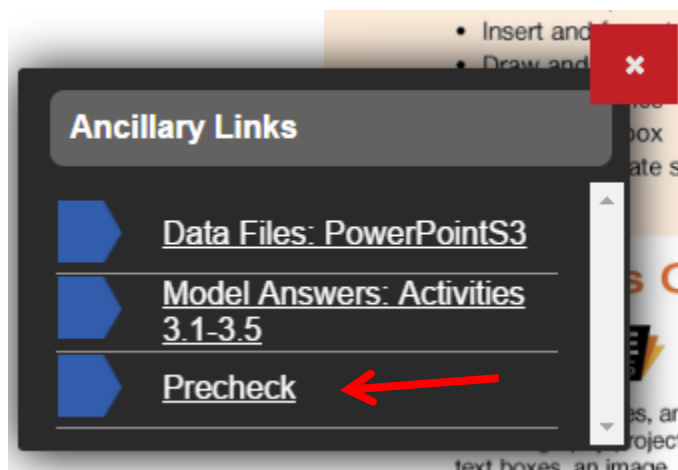 • Insert and
• Draw and
Ancillary Links
box
ate s
Data Files: PowerPointS3
s
Model Answers: Activities
3.1-3.5
Precheck
es, an
project
text boxes, an image